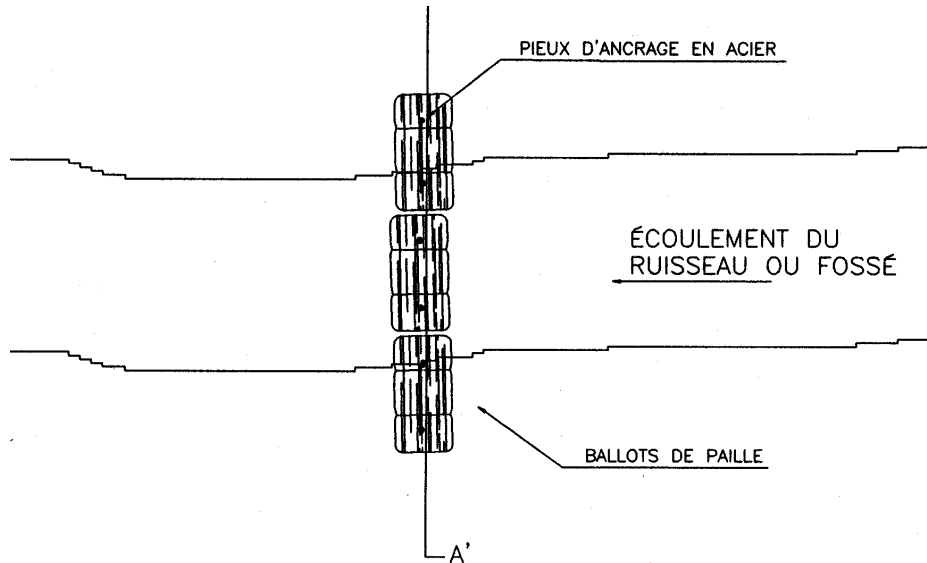 PIEUX D'ANCRAGE EN ACIER
ÉCOULEMENT DU
RUISSEAU OU FOSSÉ
BALLOTS DE PAILLE
A'